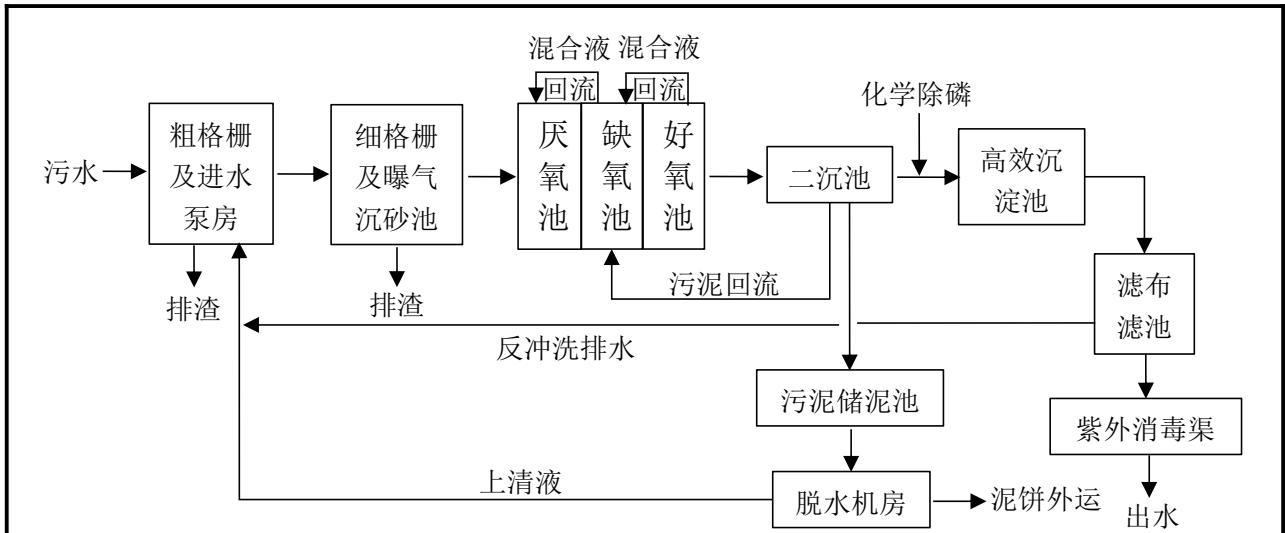 混合液
混合液
回流
回流
化学除磷
污水
粗格栅
及进水
泵房
细格栅
及曝气
沉砂池
厌
氧
池
缺
氧
池
好
氧
池
二沉池
高效沉
淀池
排渣
排渣
污泥回流
滤布
滤池
反冲洗排水
污泥储泥池
紫外消毒渠
上清液
脱水机房
泥饼外运
出水